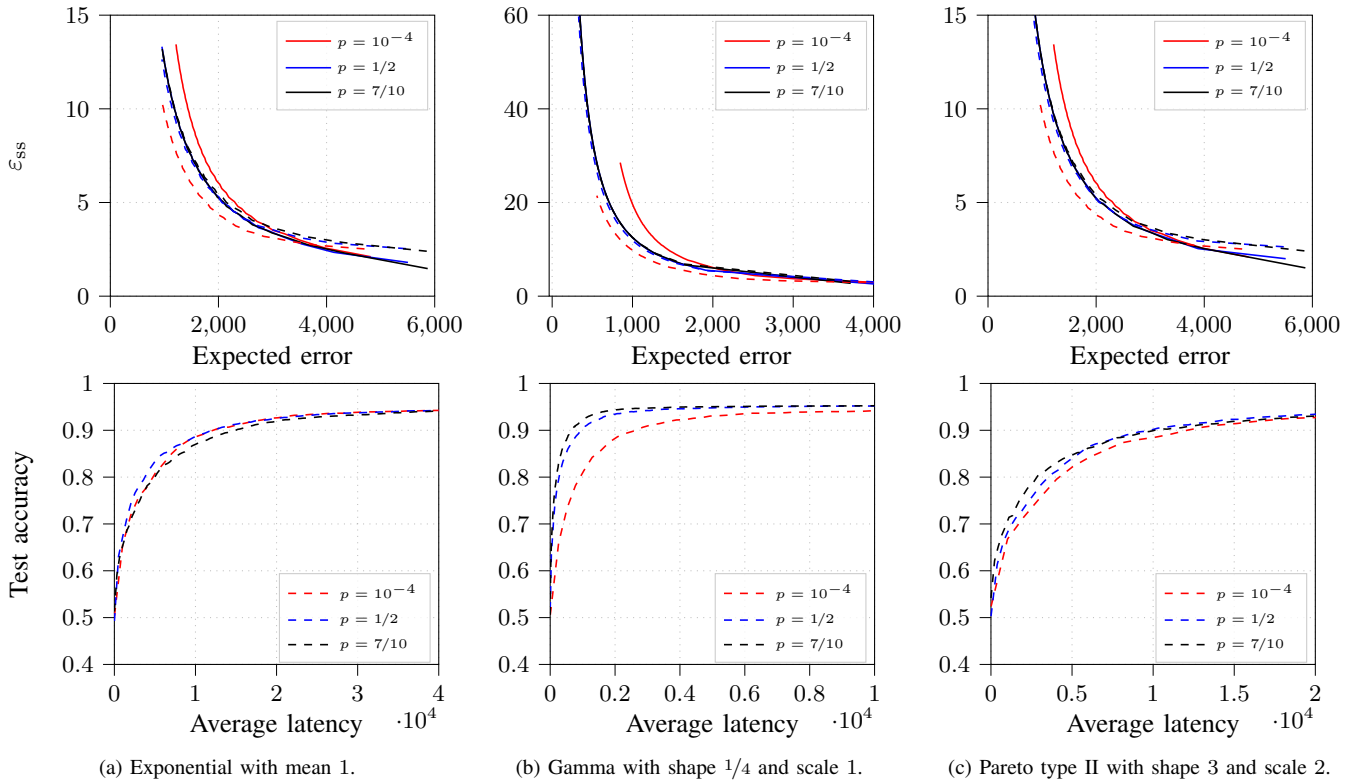 15
10
5
0
ε_ss
p = 10⁻⁴
p = 1/2
p = 7/10
0
2,000
4,000
6,000
Expected error
60
40
20
0
p = 10⁻⁴
p = 1/2
p = 7/10
0
1,000
2,000
3,000
4,000
Expected error
15
10
5
0
p = 10⁻⁴
p = 1/2
p = 7/10
0
2,000
4,000
6,000
Expected error
1
0.9
0.8
0.7
0.6
0.5
0.4
Test accuracy
p = 10⁻⁴
p = 1/2
p = 7/10
0
1
2
3
4
·10⁴
Average latency
1
0.9
0.8
0.7
0.6
0.5
0.4
p = 10⁻⁴
p = 1/2
p = 7/10
0
0.2
0.4
0.6
0.8
1
·10⁴
Average latency
1
0.9
0.8
0.7
0.6
0.5
0.4
p = 10⁻⁴
p = 1/2
p = 7/10
0
0.5
1
1.5
2
·10⁴
Average latency
(a) Exponential with mean 1.
(b) Gamma with shape 1/4 and scale 1.
(c) Pareto type II with shape 3 and scale 2.